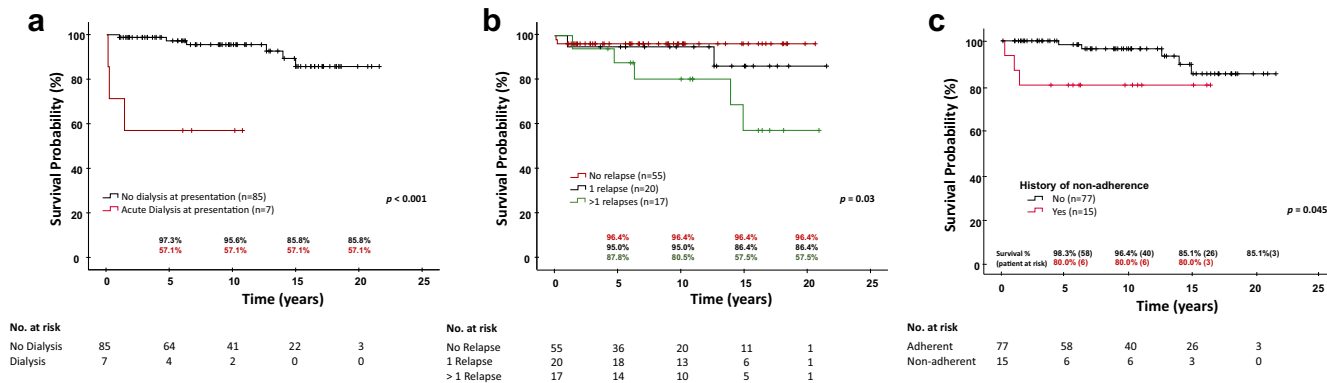 a
Survival Probability (%)
100
80
60
40
20
0
No dialysis at presentation (n=85)
Acute Dialysis at presentation (n=7)
p < 0.001
97.3% 95.6% 85.8% 85.8%
57.1% 57.1% 57.1% 57.1%
0 5 10 15 20 25
Time (years)
No. at risk
No Dialysis 85 64 41 22 3
Dialysis 7 4 2 0 0
b
Survival Probability (%)
100
80
60
40
20
0
No relapse (n=55)
1 relapse (n=20)
>1 relapses (n=17)
p = 0.03
96.4% 96.4% 96.4% 96.4%
95.0% 95.0% 86.4% 86.4%
87.8% 80.5% 57.5% 57.5%
0 5 10 15 20 25
Time (years)
No. at risk
No Relapse 55 36 20 11 1
1 Relapse 20 18 13 6 1
> 1 Relapse 17 14 10 5 1
c
Survival Probability (%)
100
80
60
40
20
0
History of non-adherence
No (n=77)
Yes (n=15)
p = 0.045
Survival % 98.3% (58) 96.4% (40) 85.1% (26) 85.1%(3)
(patient at risk) 80.0% (6) 80.0% (6) 80.0% (3)
0 5 10 15 20 25
Time (years)
No. at risk
Adherent 77 58 40 26 3
Non-adherent 15 6 6 3 0